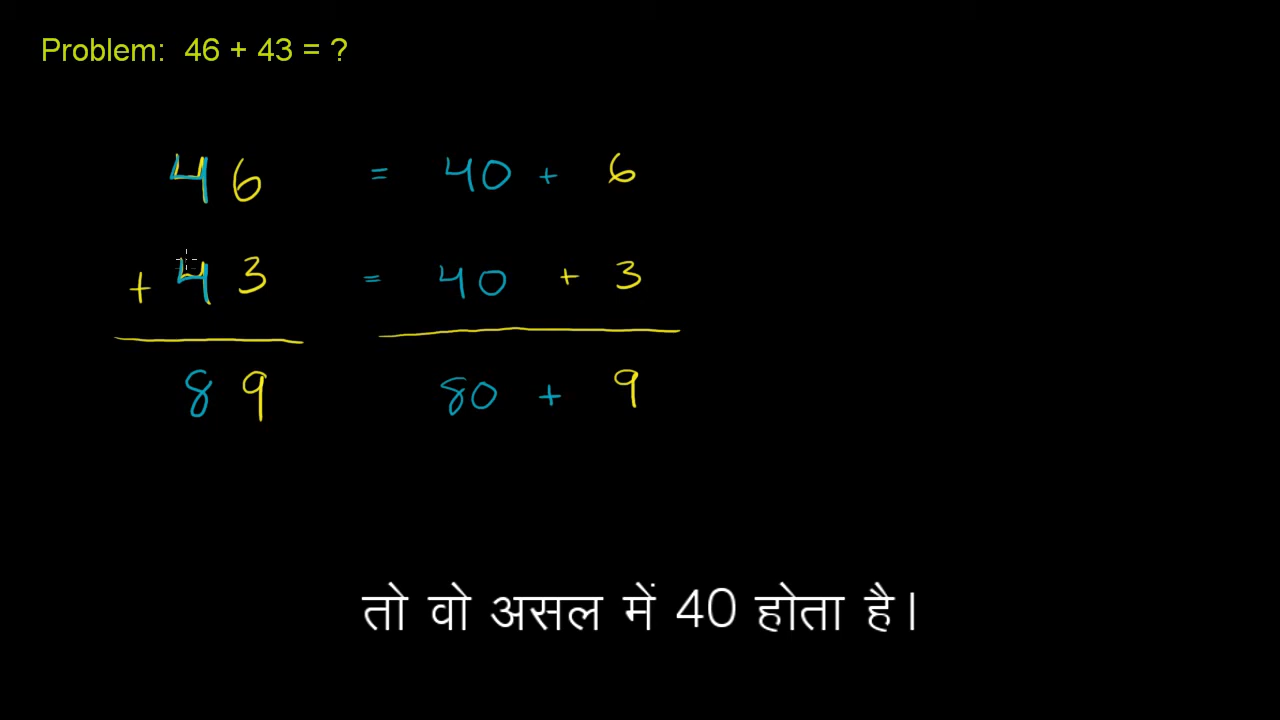 Problem: 46 + 43 = ?
46 = 40 + 6
+ 43 = 40 + 3
89 80 + 9
तो वो असल में 40 होता है।